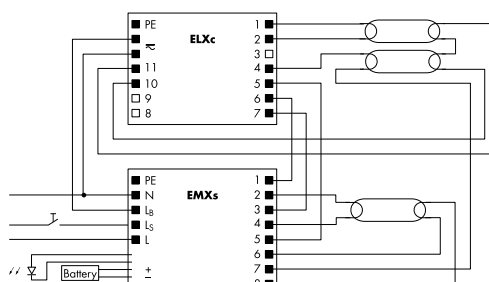 PE ELXc 1
2
3
11 4
10 5
9 6
8 7
PE EMXs 1
N 2
LB 3
LS 4
L 5
6
Battery + 7
−